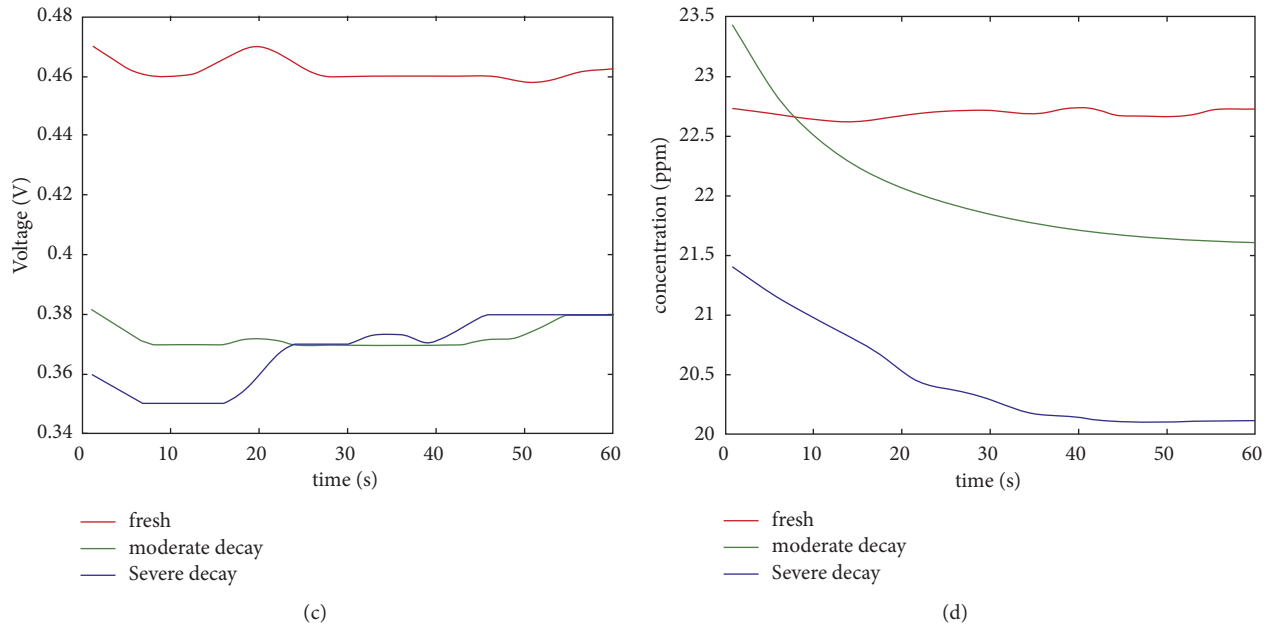 0.48
0.46
0.44
0.42
0.4
0.38
0.36
0.34
Voltage (V)
0 10 20 30 40 50 60
time (s)
fresh
moderate decay
Severe decay
(c)
23.5
23
22.5
22
21.5
21
20.5
20
concentration (ppm)
0 10 20 30 40 50 60
time (s)
fresh
moderate decay
Severe decay
(d)